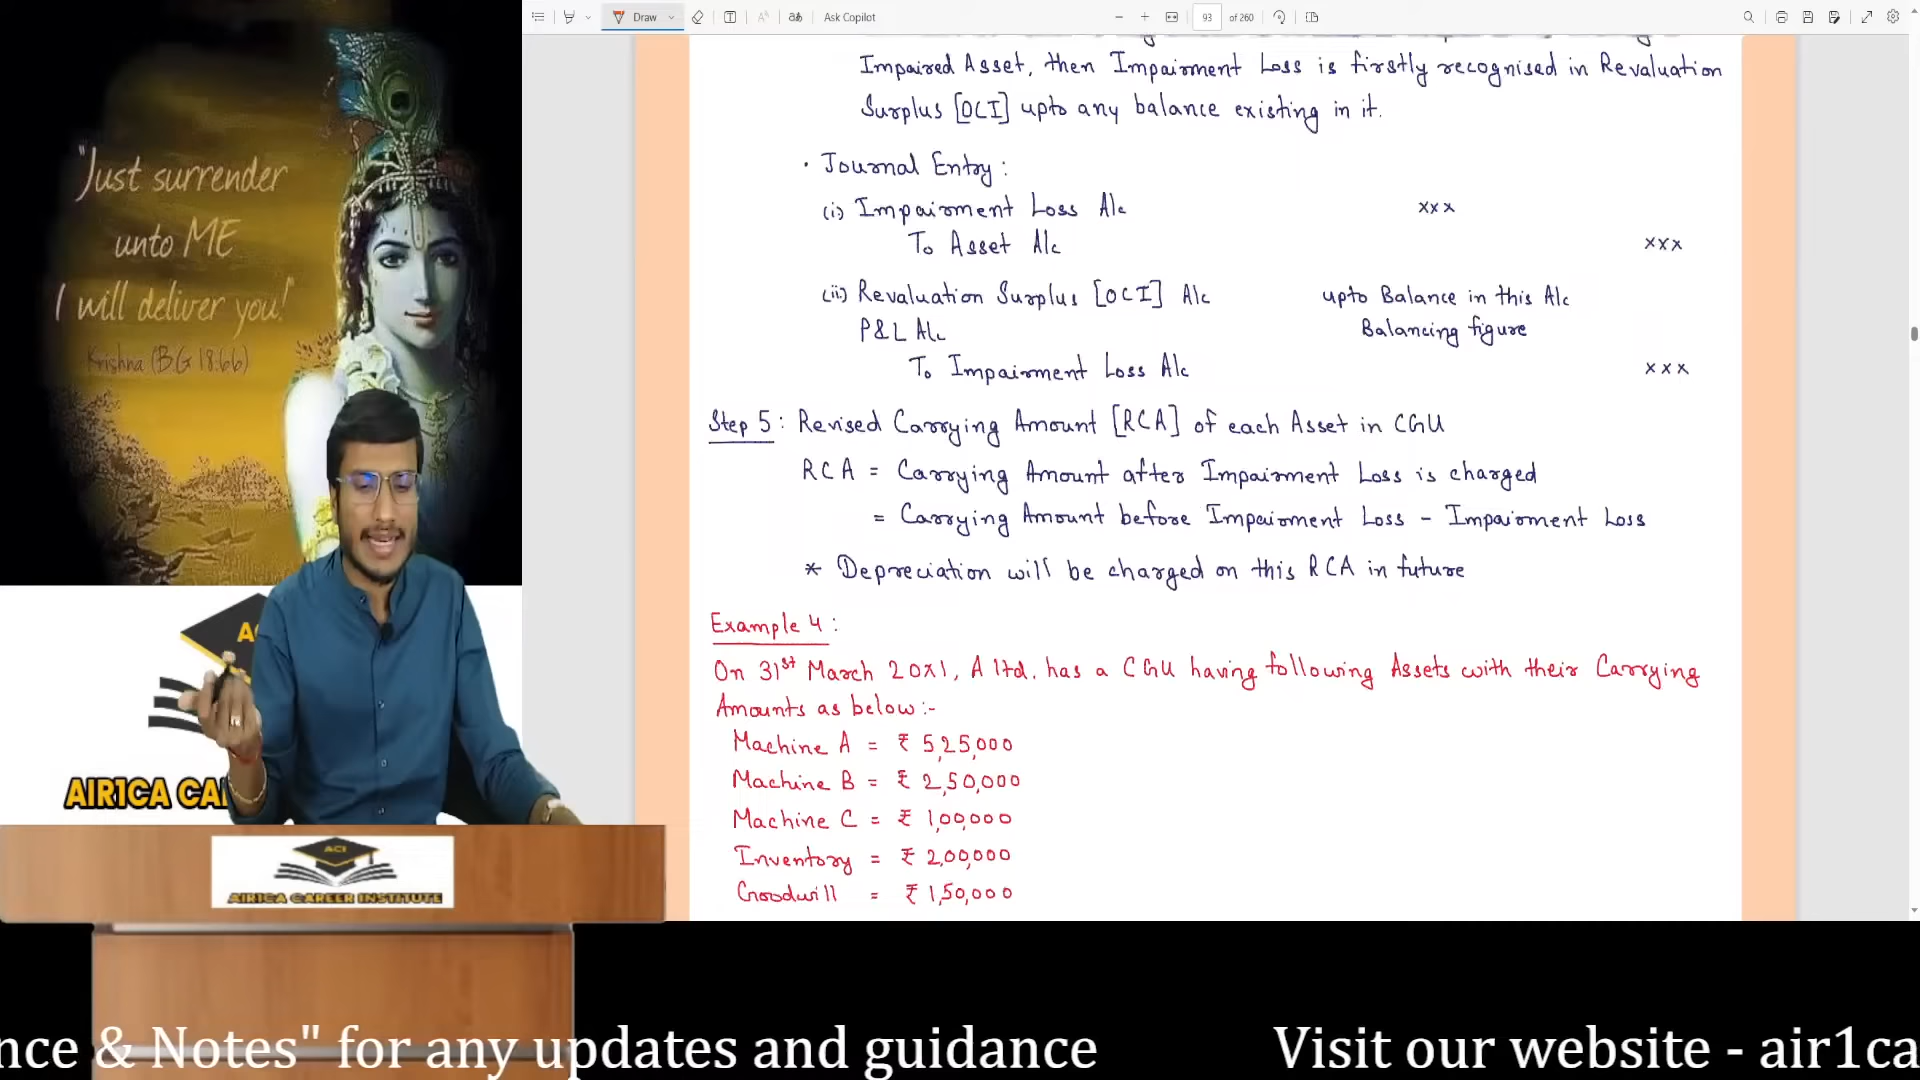 Draw
Ask Copilot
93 of 260
Impaired Asset, then Impairment Loss is firstly recognised in Revaluation
Surplus [OCI] upto any balance existing in it.
• Journal Entry :
(i) Impairment Loss A/c xxx
To Asset A/c xxx
(ii) Revaluation Surplus [OCI] A/c upto Balance in this A/c
P&L A/c Balancing figure
To Impairment Loss A/c xxx
Step 5 : Revised Carrying Amount [RCA] of each Asset in CGU
RCA = Carrying Amount after Impairment Loss is charged
= Carrying Amount before Impairment Loss - Impairment Loss
* Depreciation will be charged on this RCA in future
Example 4 :
On 31st March 20x1, A ltd. has a CGU having following Assets with their Carrying
Amounts as below :-
Machine A = ₹ 5,25,000
Machine B = ₹ 2,50,000
Machine C = ₹ 1,00,000
Inventory = ₹ 2,00,000
Goodwill = ₹ 1,50,000
"Just surrender
unto ME
I will deliver you!"
Krishna (B.G 18.66)
AIR1CA CA
ACI
AIR1CA CAREER INSTITUTE
nce & Notes" for any updates and guidance Visit our website - air1ca